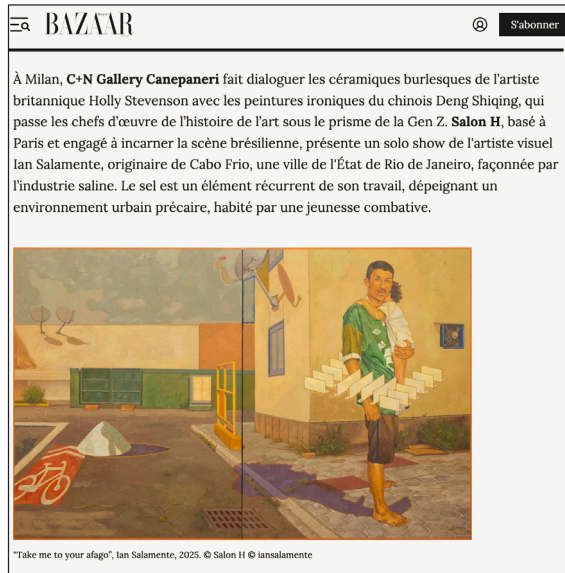 BAZAAR
S'abonner
À Milan, C+N Gallery Canepaneri fait dialoguer les céramiques burlesques de l'artiste
britannique Holly Stevenson avec les peintures ironiques du chinois Deng Shiqing, qui
passe les chefs d'œuvre de l'histoire de l'art sous le prisme de la Gen Z. Salon H, basé à
Paris et engagé à incarner la scène brésilienne, présente un solo show de l'artiste visuel
Ian Salamente, originaire de Cabo Frio, une ville de l'État de Rio de Janeiro, façonnée par
l'industrie saline. Le sel est un élément récurrent de son travail, dépeignant un
environnement urbain précaire, habité par une jeunesse combative.
"Take me to your afago", Ian Salamente, 2025. © Salon H © iansalamente